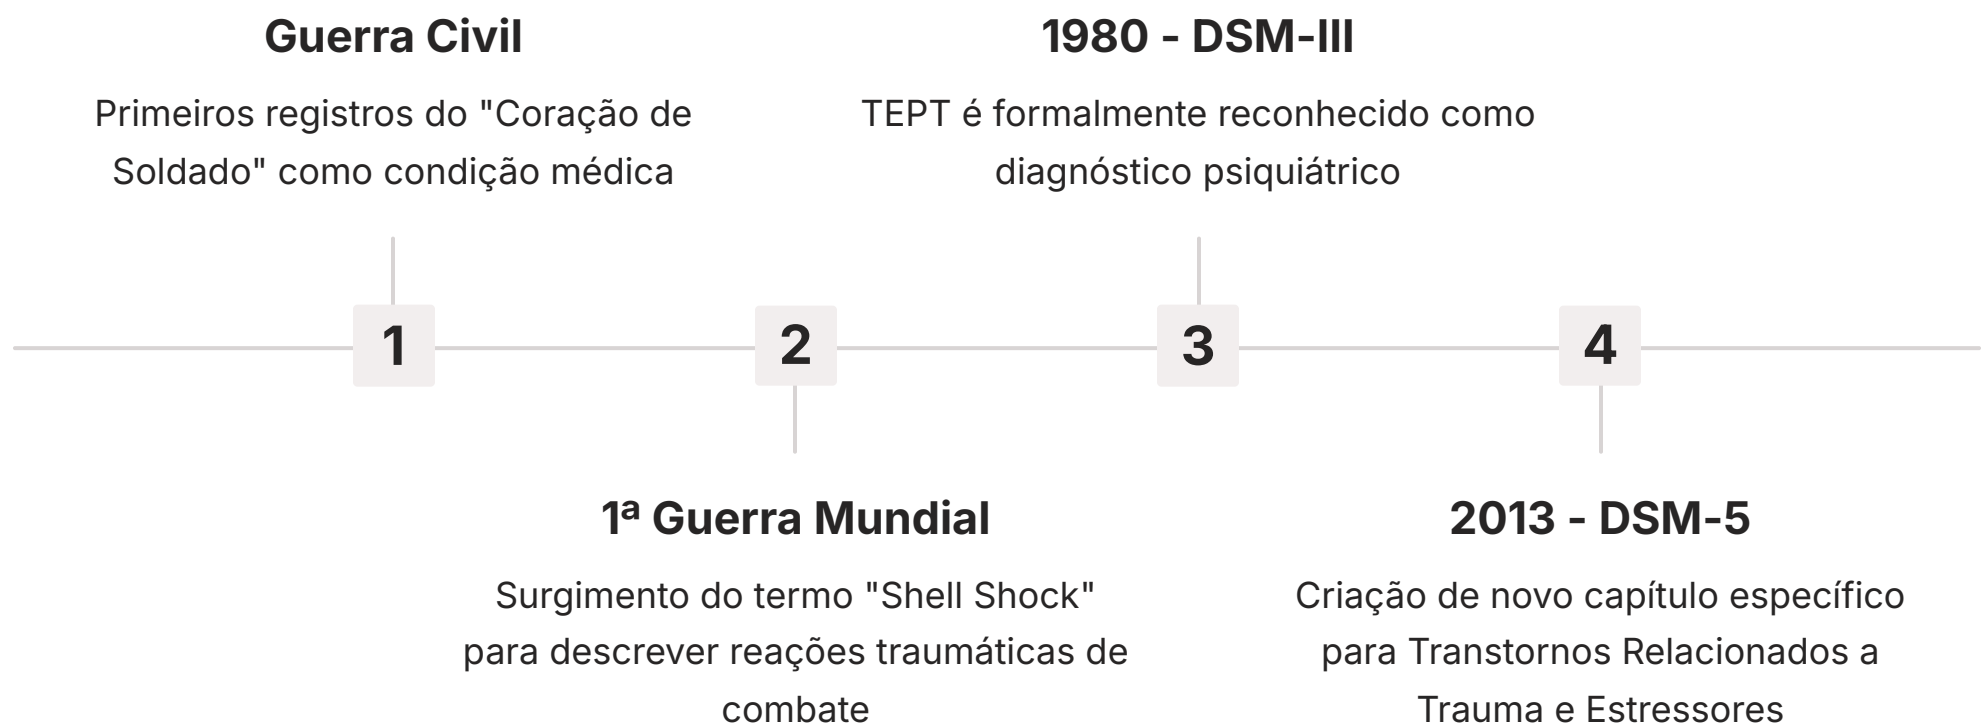 Guerra Civil
Primeiros registros do "Coração de
Soldado" como condição médica
1
1ª Guerra Mundial
Surgimento do termo "Shell Shock"
para descrever reações traumáticas de
combate
2
1980 - DSM-III
TEPT é formalmente reconhecido como
diagnóstico psiquiátrico
3
2013 - DSM-5
Criação de novo capítulo específico
para Transtornos Relacionados a
Trauma e Estressores
4